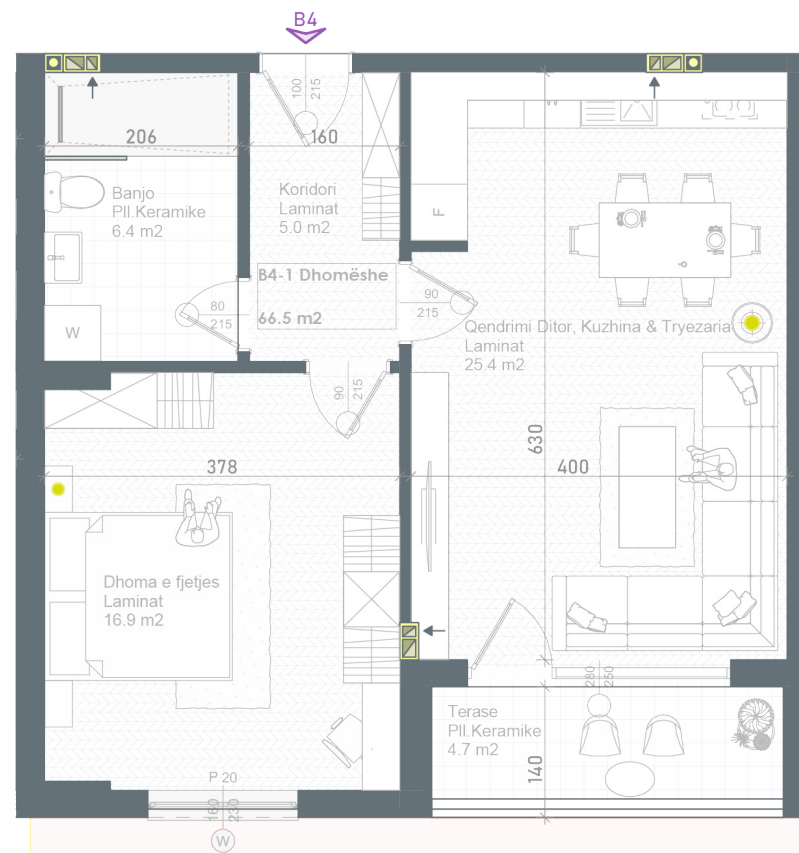 B4
100
215
206
160
Banjo
Pll.Keramike
6.4 m2
Koridori
Laminat
5.0 m2
W
F
B4-1 Dhomëshe
66.5 m2
80
215
90
215
W
Qendrimi Ditor, Kuzhina & Tryezaria
Laminat
25.4 m2
90
215
630
378
400
Dhoma e fjetjes
Laminat
16.9 m2
280
250
Terase
Pll.Keramike
4.7 m2
140
P 20
160
230
W